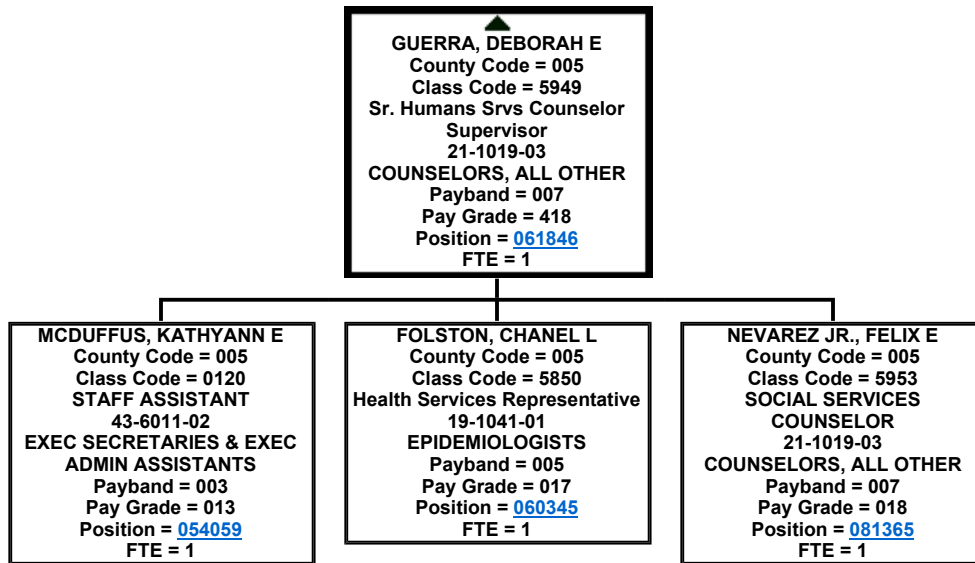 GUERRA, DEBORAH E
County Code = 005
Class Code = 5949
Sr. Humans Srvs Counselor
Supervisor
21-1019-03
COUNSELORS, ALL OTHER
Payband = 007
Pay Grade = 418
Position = 061846
FTE = 1
MCDUFFUS, KATHYANN E
County Code = 005
Class Code = 0120
STAFF ASSISTANT
43-6011-02
EXEC SECRETARIES & EXEC
ADMIN ASSISTANTS
Payband = 003
Pay Grade = 013
Position = 054059
FTE = 1
FOLSTON, CHANEL L
County Code = 005
Class Code = 5850
Health Services Representative
19-1041-01
EPIDEMIOLOGISTS
Payband = 005
Pay Grade = 017
Position = 060345
FTE = 1
NEVAREZ JR., FELIX E
County Code = 005
Class Code = 5953
SOCIAL SERVICES
COUNSELOR
21-1019-03
COUNSELORS, ALL OTHER
Payband = 007
Pay Grade = 018
Position = 081365
FTE = 1